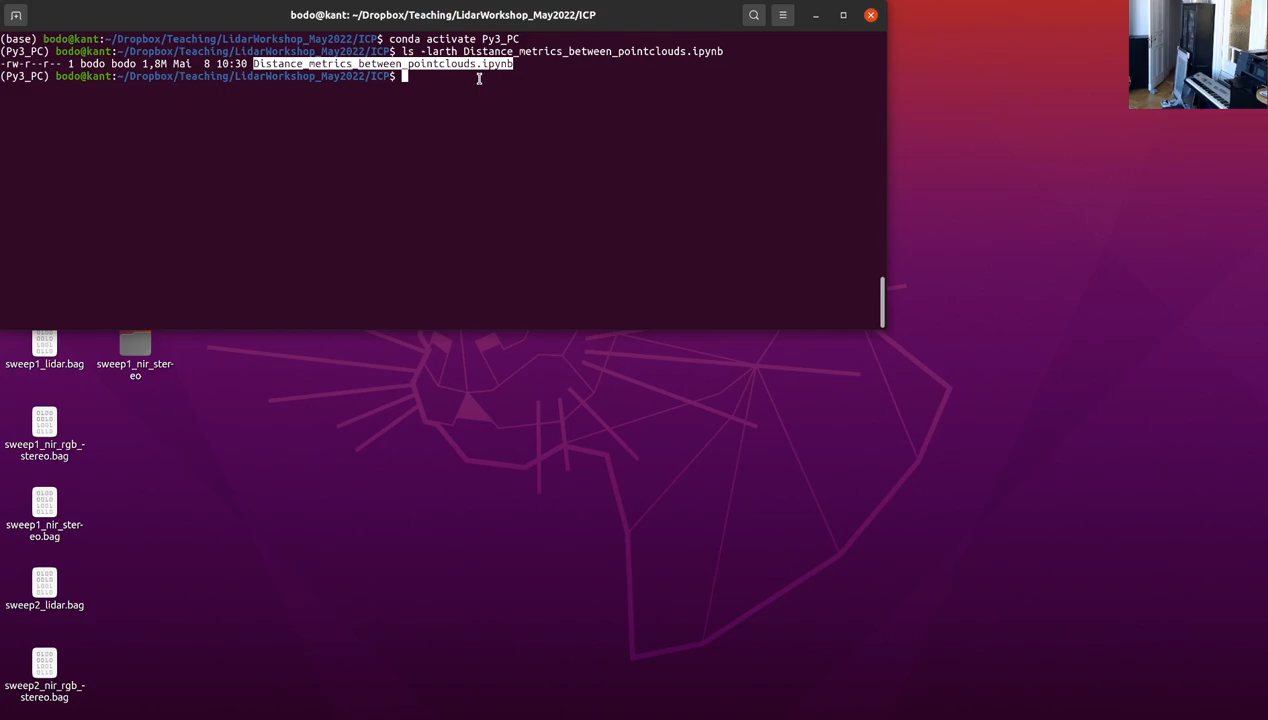 bodo@kant: ~/Dropbox/Teaching/LidarWorkshop_May2022/ICP
(base) bodo@kant:~/Dropbox/Teaching/LidarWorkshop_May2022/ICP$ conda activate Py3_PC
(Py3_PC) bodo@kant:~/Dropbox/Teaching/LidarWorkshop_May2022/ICP$ ls -larth Distance_metrics_between_pointclouds.ipynb
-rw-r--r-- 1 bodo bodo 1,8M Mai  8 10:30 Distance_metrics_between_pointclouds.ipynb
(Py3_PC) bodo@kant:~/Dropbox/Teaching/LidarWorkshop_May2022/ICP$
sweep1_lidar.bag
sweep1_nir_ster-
eo
sweep1_nir_rgb_-
stereo.bag
sweep1_nir_ster-
eo.bag
sweep2_lidar.bag
sweep2_nir_rgb_-
stereo.bag